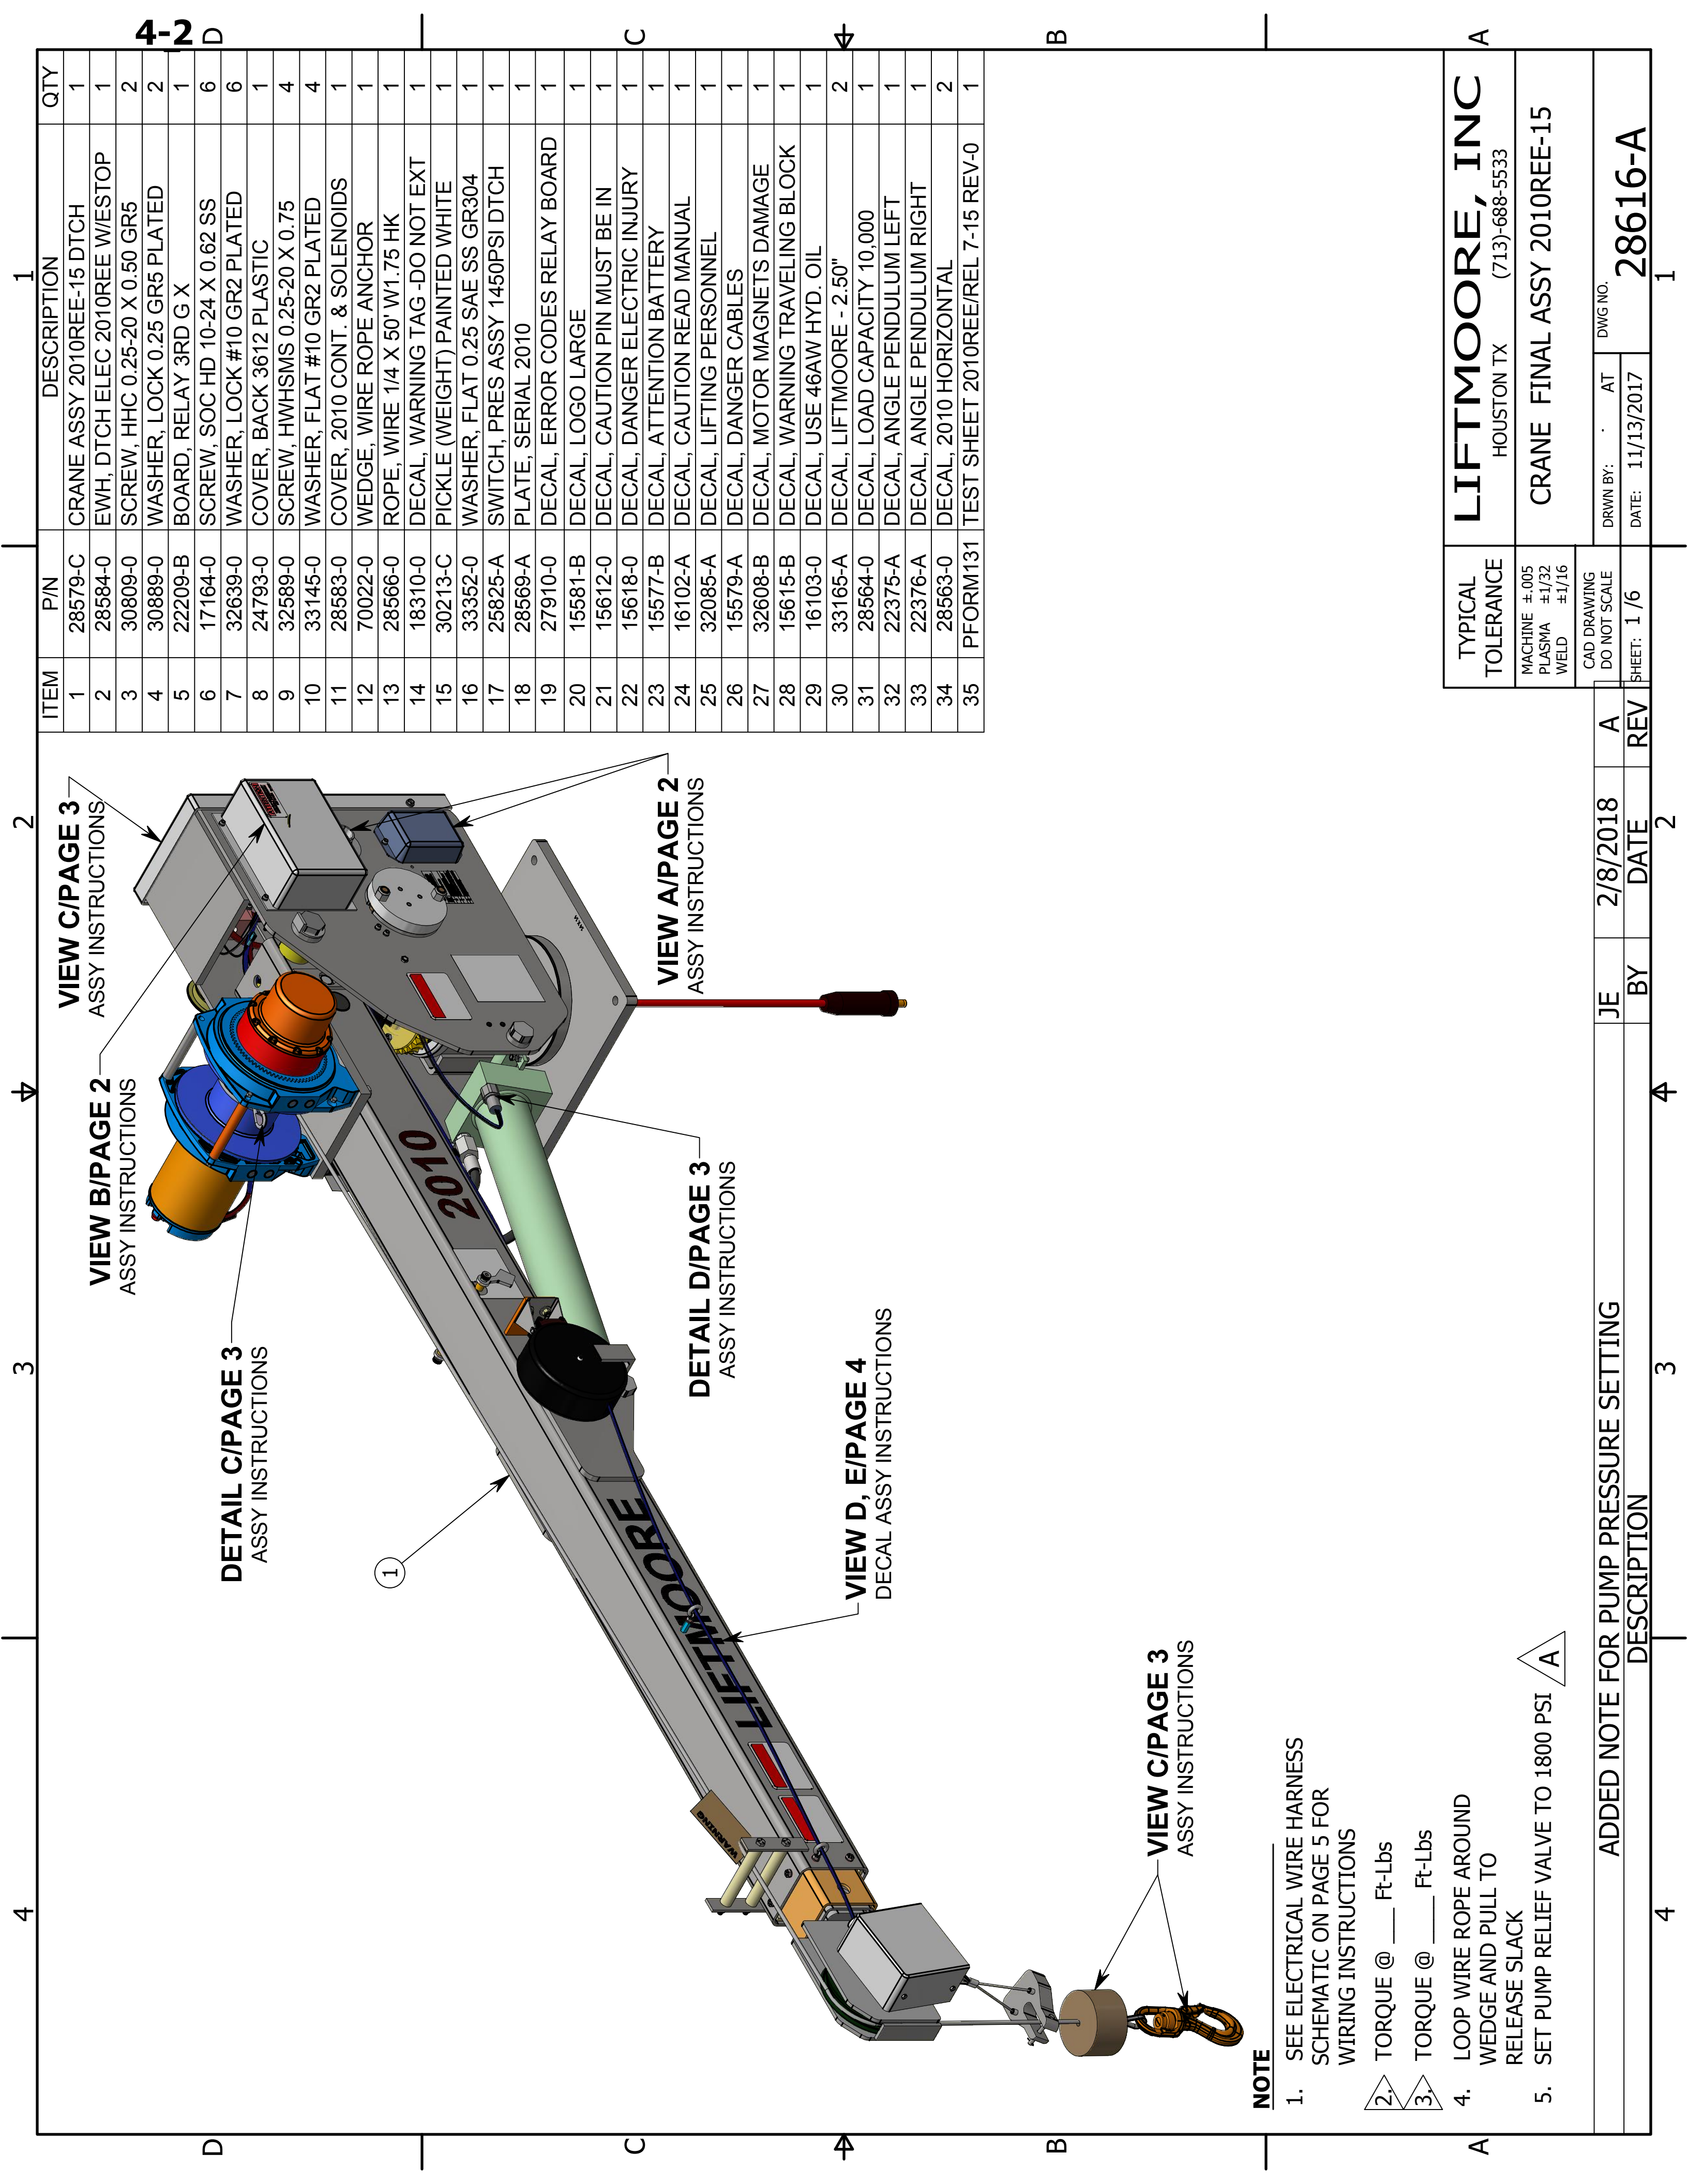 4-2
ITEM P/N DESCRIPTION QTY
1 28579-C CRANE ASSY 2010REE-15 DTCH 1
2 28584-0 EWH, DTCH ELEC 2010REE W/ESTOP 1
3 30809-0 SCREW, HHC 0.25-20 X 0.50 GR5 2
4 30889-0 WASHER, LOCK 0.25 GR5 PLATED 2
5 22209-B BOARD, RELAY 3RD G X 1
6 17164-0 SCREW, SOC HD 10-24 X 0.62 SS 6
7 32639-0 WASHER, LOCK #10 GR2 PLATED 6
8 24793-0 COVER, BACK 3612 PLASTIC 1
9 32589-0 SCREW, HWHSMS 0.25-20 X 0.75 4
10 33145-0 WASHER, FLAT #10 GR2 PLATED 4
11 28583-0 COVER, 2010 CONT. & SOLENOIDS 1
12 70022-0 WEDGE, WIRE ROPE ANCHOR 1
13 28566-0 ROPE, WIRE 1/4 X 50' W1.75 HK 1
14 18310-0 DECAL, WARNING TAG -DO NOT EXT 1
15 30213-C PICKLE (WEIGHT) PAINTED WHITE 1
16 33352-0 WASHER, FLAT 0.25 SAE SS GR304 1
17 25825-A SWITCH, PRES ASSY 1450PSI DTCH 1
18 28569-A PLATE, SERIAL 2010 1
19 27910-0 DECAL, ERROR CODES RELAY BOARD 1
20 15581-B DECAL, LOGO LARGE 1
21 15612-0 DECAL, CAUTION PIN MUST BE IN 1
22 15618-0 DECAL, DANGER ELECTRIC INJURY 1
23 15577-B DECAL, ATTENTION BATTERY 1
24 16102-A DECAL, CAUTION READ MANUAL 1
25 32085-A DECAL, LIFTING PERSONNEL 1
26 15579-A DECAL, DANGER CABLES 1
27 32608-B DECAL, MOTOR MAGNETS DAMAGE 1
28 15615-B DECAL, WARNING TRAVELING BLOCK 1
29 16103-0 DECAL, USE 46AW HYD. OIL 1
30 33165-A DECAL, LIFTMOORE - 2.50" 2
31 28564-0 DECAL, LOAD CAPACITY 10,000 1
32 22375-A DECAL, ANGLE PENDULUM LEFT 1
33 22376-A DECAL, ANGLE PENDULUM RIGHT 1
34 28563-0 DECAL, 2010 HORIZONTAL 2
35 PFORM131 TEST SHEET 2010REE/REL 7-15 REV-0 1
VIEW C/PAGE 3
ASSY INSTRUCTIONS
VIEW B/PAGE 2
ASSY INSTRUCTIONS
DETAIL C/PAGE 3
ASSY INSTRUCTIONS
1
VIEW A/PAGE 2
ASSY INSTRUCTIONS
DETAIL D/PAGE 3
ASSY INSTRUCTIONS
VIEW D, E/PAGE 4
DECAL ASSY INSTRUCTIONS
VIEW C/PAGE 3
ASSY INSTRUCTIONS
2010
LIFTMOORE
WARNING
NOTE
1. SEE ELECTRICAL WIRE HARNESS
SCHEMATIC ON PAGE 5 FOR
WIRING INSTRUCTIONS
2. TORQUE @ ___ Ft-Lbs
3. TORQUE @ ____ Ft-Lbs
4. LOOP WIRE ROPE AROUND
WEDGE AND PULL TO
RELEASE SLACK
5. SET PUMP RELIEF VALVE TO 1800 PSI A
ADDED NOTE FOR PUMP PRESSURE SETTING JE 2/8/2018 A
DESCRIPTION BY DATE REV
TYPICAL
TOLERANCE
MACHINE ±.005
PLASMA ±1/32
WELD ±1/16
CAD DRAWING
DO NOT SCALE
SHEET: 1 /6
LIFTMOORE, INC
HOUSTON TX (713)-688-5533
CRANE FINAL ASSY 2010REE-15
DRWN BY: . AT
DATE: 11/13/2017
DWG NO.
28616-A
4 3 2 1
4 3 2 1
D C B A
D C B A